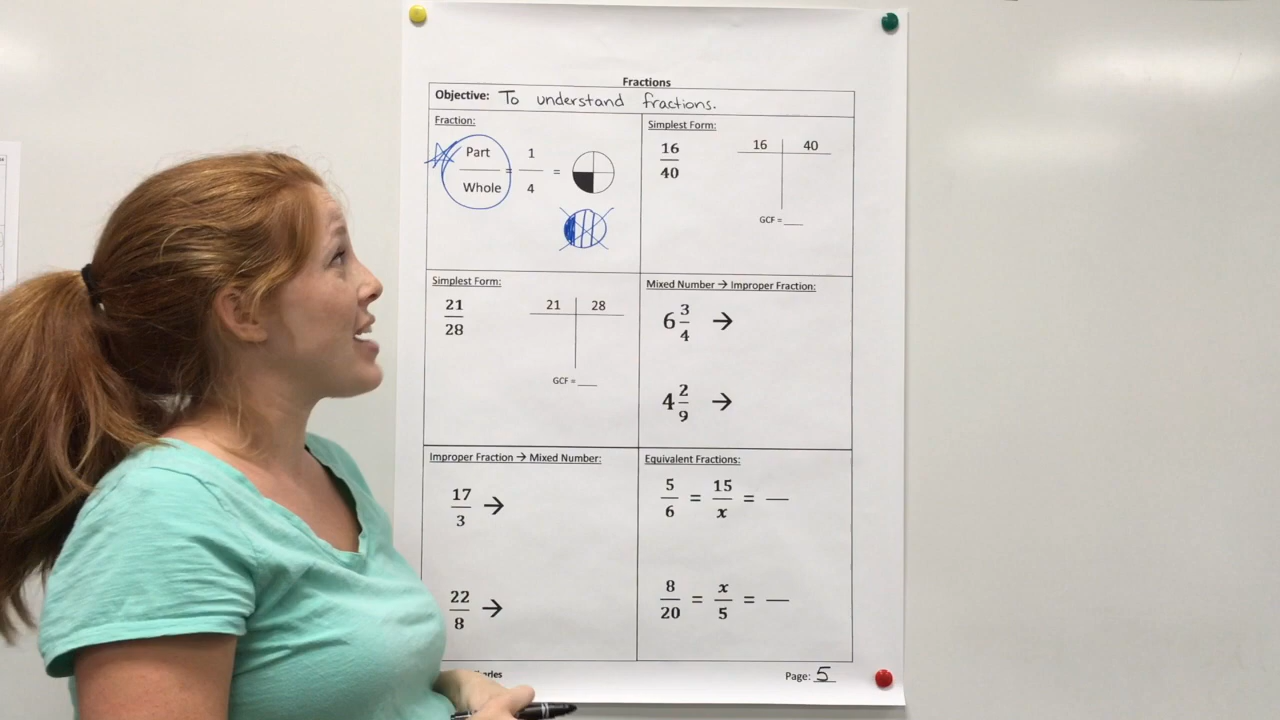 Fractions
Objective: To understand fractions.
Fraction:
Part
Whole
=
1
4
=
Simplest Form:
16
40
16 40
GCF = ___
Simplest Form:
21
28
21 28
GCF = ___
Mixed Number → Improper Fraction:
6 3/4 →
4 2/9 →
Improper Fraction → Mixed Number:
17/3 →
22/8 →
Equivalent Fractions:
5/6 = 15/x = —
8/20 = x/5 = —
Page: 5